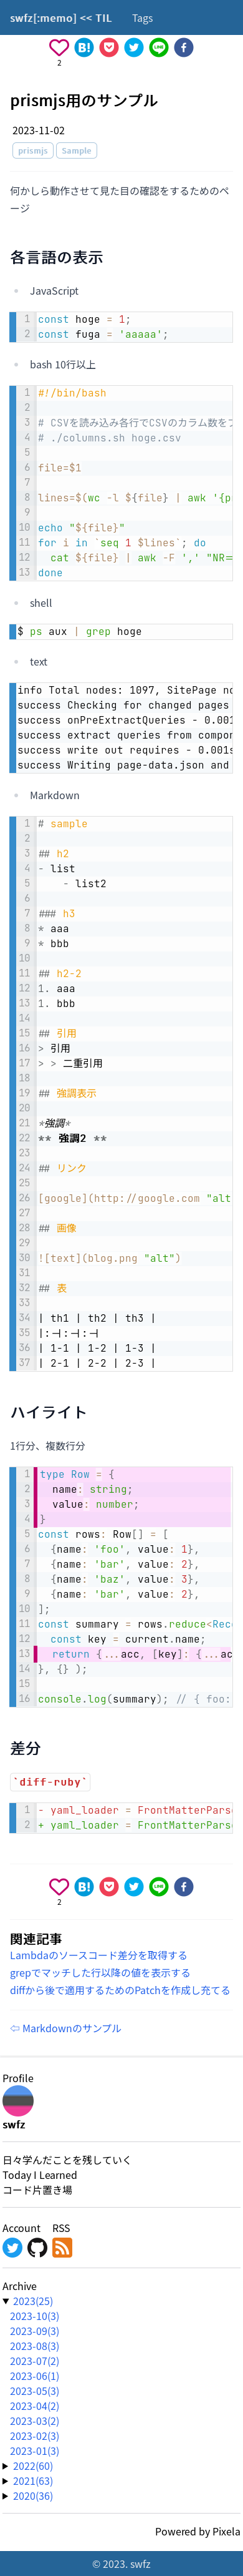 swfz[:memo] << TIL Tags
2
prismjs用のサンプル
2023-11-02
prismjs Sample
何かしら動作させて見た目の確認をするためのペ
ージ
各言語の表示
JavaScript
1 const hoge = 1;
2 const fuga = 'aaaaa';
bash 10行以上
1 #!/bin/bash
2
3 # CSVを読み込み各行でCSVのカラム数をフ
4 # ./columns.sh hoge.csv
5
6 file=$1
7
8 lines=$(wc -l ${file} | awk '{p
9
10 echo "${file}"
11 for i in `seq 1 $lines`; do
12 cat ${file} | awk -F ',' "NR=
13 done
shell
$ ps aux | grep hoge
text
info Total nodes: 1097, SitePage no
success Checking for changed pages
success onPreExtractQueries - 0.001
success extract queries from compon
success write out requires - 0.001s
success Writing page-data.json and
Markdown
1 # sample
2
3 ## h2
4 - list
5 - list2
6
7 ### h3
8 * aaa
9 * bbb
10
11 ## h2-2
12 1. aaa
13 1. bbb
14
15 ## 引用
16 > 引用
17 > > 二重引用
18
19 ## 強調表示
20
21 *強調*
22 ** 強調2 **
23
24 ## リンク
25
26 [google](http://google.com "alt
27
28 ## 画像
29
30 ![text](blog.png "alt")
31
32 ## 表
33
34 | th1 | th2 | th3 |
35 |:-|:-|:-|
36 | 1-1 | 1-2 | 1-3 |
37 | 2-1 | 2-2 | 2-3 |
ハイライト
1行分、複数行分
1 type Row = {
2 name: string;
3 value: number;
4 }
5 const rows: Row[] = [
6 {name: 'foo', value: 1},
7 {name: 'bar', value: 2},
8 {name: 'baz', value: 3},
9 {name: 'bar', value: 2},
10 ];
11 const summary = rows.reduce<Reco
12 const key = current.name;
13 return {...acc, [key]: {...ac
14 }, {} );
15
16 console.log(summary); // { foo:
差分
`diff-ruby`
1 - yaml_loader = FrontMatterPars
2 + yaml_loader = FrontMatterPars
2
関連記事
Lambdaのソースコード差分を取得する
grepでマッチした行以降の値を表示する
diffから後で適用するためのPatchを作成し充てる
⇦ Markdownのサンプル
Profile
swfz
日々学んだことを残していく
Today I Learned
コード片置き場
Account RSS
Archive
▼ 2023(25)
2023-10(3)
2023-09(3)
2023-08(3)
2023-07(2)
2023-06(1)
2023-05(3)
2023-04(2)
2023-03(2)
2023-02(3)
2023-01(3)
▶ 2022(60)
▶ 2021(63)
▶ 2020(36)
Powered by Pixela
© 2023. swfz